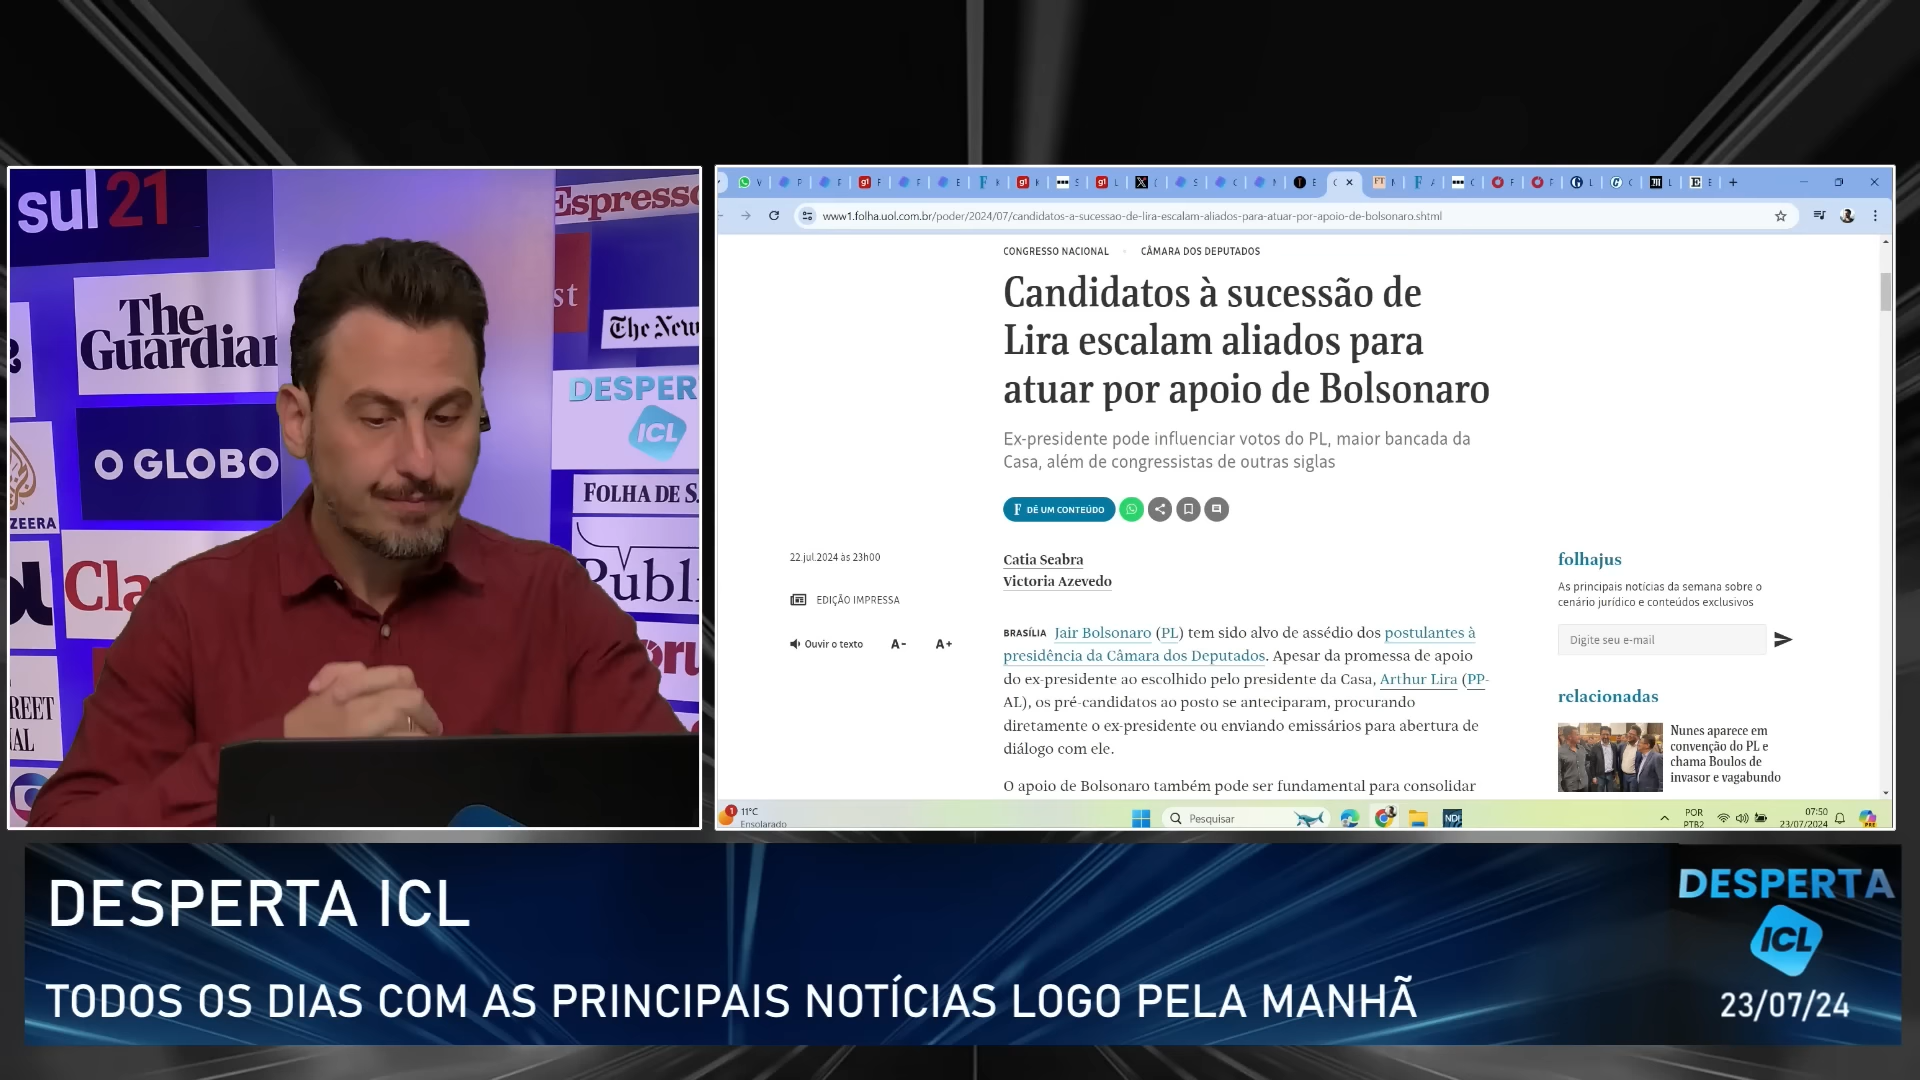 sul21
Espresso
The
Guardian
st
The New
DESPERT
ICL
O GLOBO
FOLHA DE S.
ZEERA
Cla
Publi
oru
REET
AL
www1.folha.uol.com.br/poder/2024/07/candidatos-a-sucessao-de-lira-escalam-aliados-para-atuar-por-apoio-de-bolsonaro.shtml
CONGRESSO NACIONAL
CÂMARA DOS DEPUTADOS
Candidatos à sucessão de
Lira escalam aliados para
atuar por apoio de Bolsonaro
Ex-presidente pode influenciar votos do PL, maior bancada da
Casa, além de congressistas de outras siglas
F DÊ UM CONTEÚDO
22.jul.2024 às 23h00
EDIÇÃO IMPRESSA
Ouvir o texto A- A+
Catia Seabra
Victoria Azevedo
BRASÍLIA Jair Bolsonaro (PL) tem sido alvo de assédio dos postulantes à
presidência da Câmara dos Deputados. Apesar da promessa de apoio
do ex-presidente ao escolhido pelo presidente da Casa, Arthur Lira (PP-
AL), os pré-candidatos ao posto se anteciparam, procurando
diretamente o ex-presidente ou enviando emissários para abertura de
diálogo com ele.
O apoio de Bolsonaro também pode ser fundamental para consolidar
folhajus
As principais notícias da semana sobre o
cenário jurídico e conteúdos exclusivos
Digite seu e-mail
relacionadas
Nunes aparece em
convenção do PL e
chama Boulos de
invasor e vagabundo
1
11°C
Ensolarado
Pesquisar
NDI
POR
PTB2
07:50
23/07/2024
PRE
DESPERTA ICL
TODOS OS DIAS COM AS PRINCIPAIS NOTÍCIAS LOGO PELA MANHÃ
DESPERTA
ICL
23/07/24